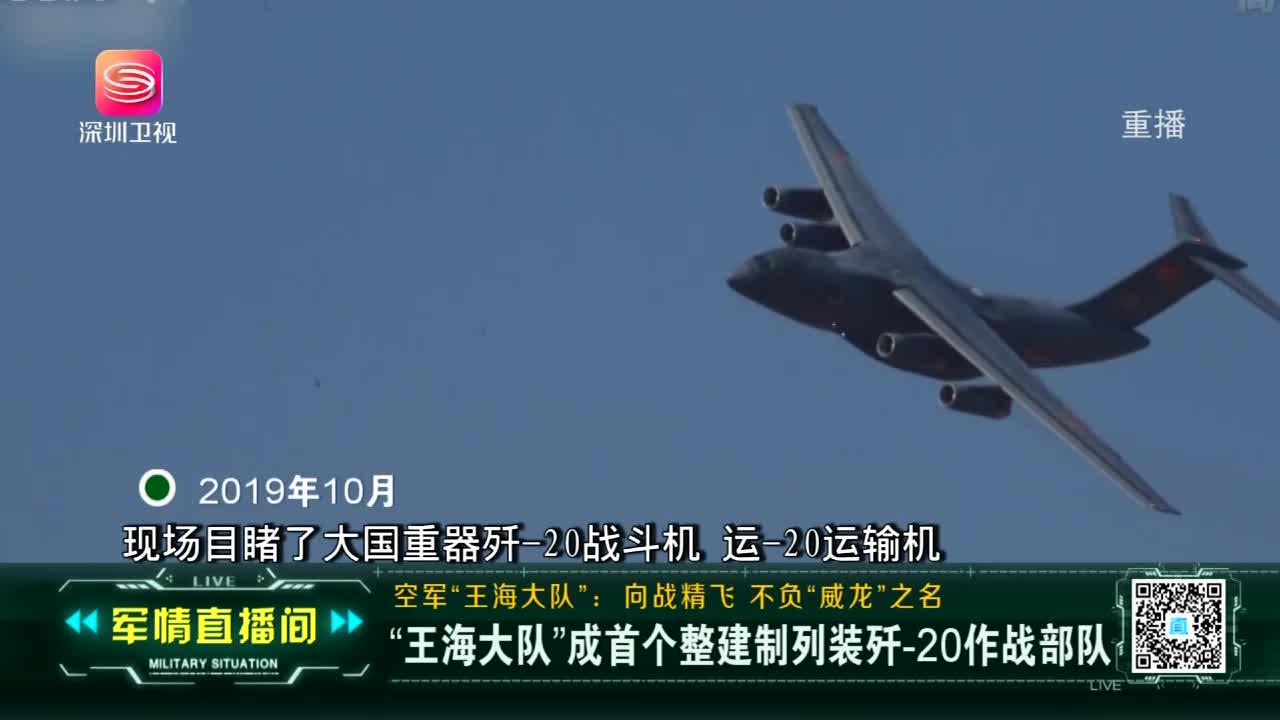 深圳卫视
重播
2019年10月
现场目睹了大国重器歼-20战斗机 运-20运输机
LIVE
军情直播间
MILITARY SITUATION
空军“王海大队”：向战精飞 不负“威龙”之名
“王海大队”成首个整建制列装歼-20作战部队
直
LIVE